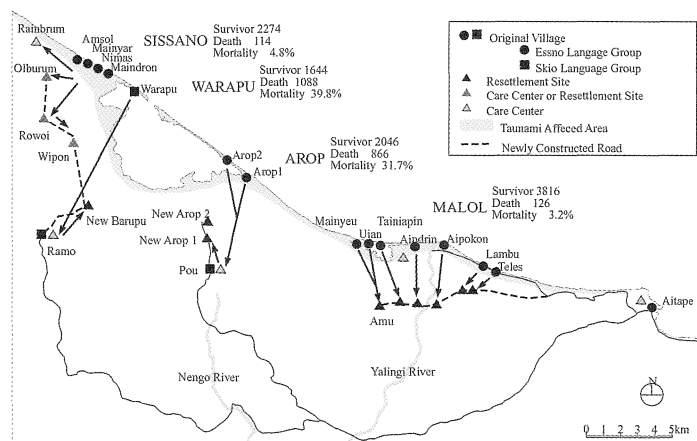 Rainbrum
Amsol
Mainyar
Nimas
Maindron
Olburum
SISSANO
Survivor 2274
Death 114
Mortality 4.8%
WARAPU
Survivor 1644
Death 1088
Mortality 39.8%
Warapu
Original Village
Essno Langage Group
Skio Language Group
Resettlement Site
Care Center or Resettlement Site
Care Center
Taunami Affeced Area
Newly Constructed Road
Rowoi
Wipon
Arop2
Arop1
AROP
Survivor 2046
Death 866
Mortality 31.7%
MALOL
Survivor 3816
Death 126
Mortality 3.2%
New Barupu
Ramo
New Arop 2
New Arop 1
Pou
Mainyeu
Uian
Tainiapin
Aindrin
Aipokon
Lambu
Teles
Aitape
Amu
Nengo River
Yalingi River
N
0 1 2 3 4 5km